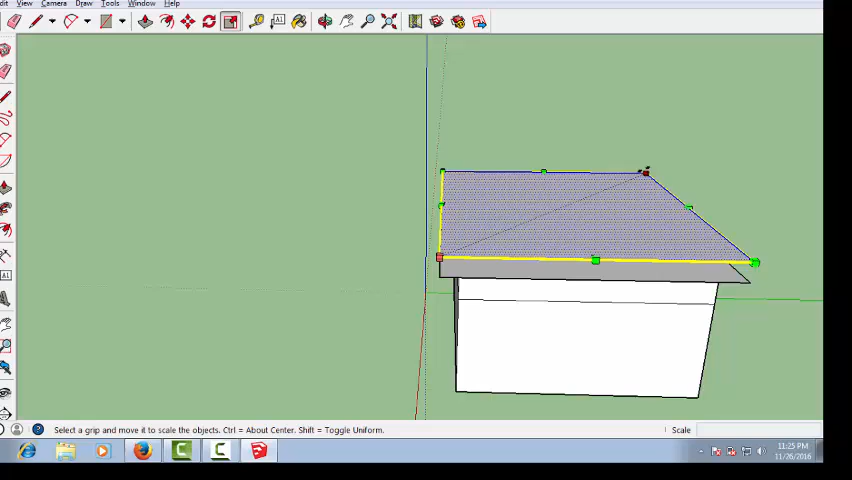 dit View Camera Draw Tools Window Help
Select a grip and move it to scale the objects. Ctrl = About Center. Shift = Toggle Uniform. Scale
11:25 PM
11/26/2016